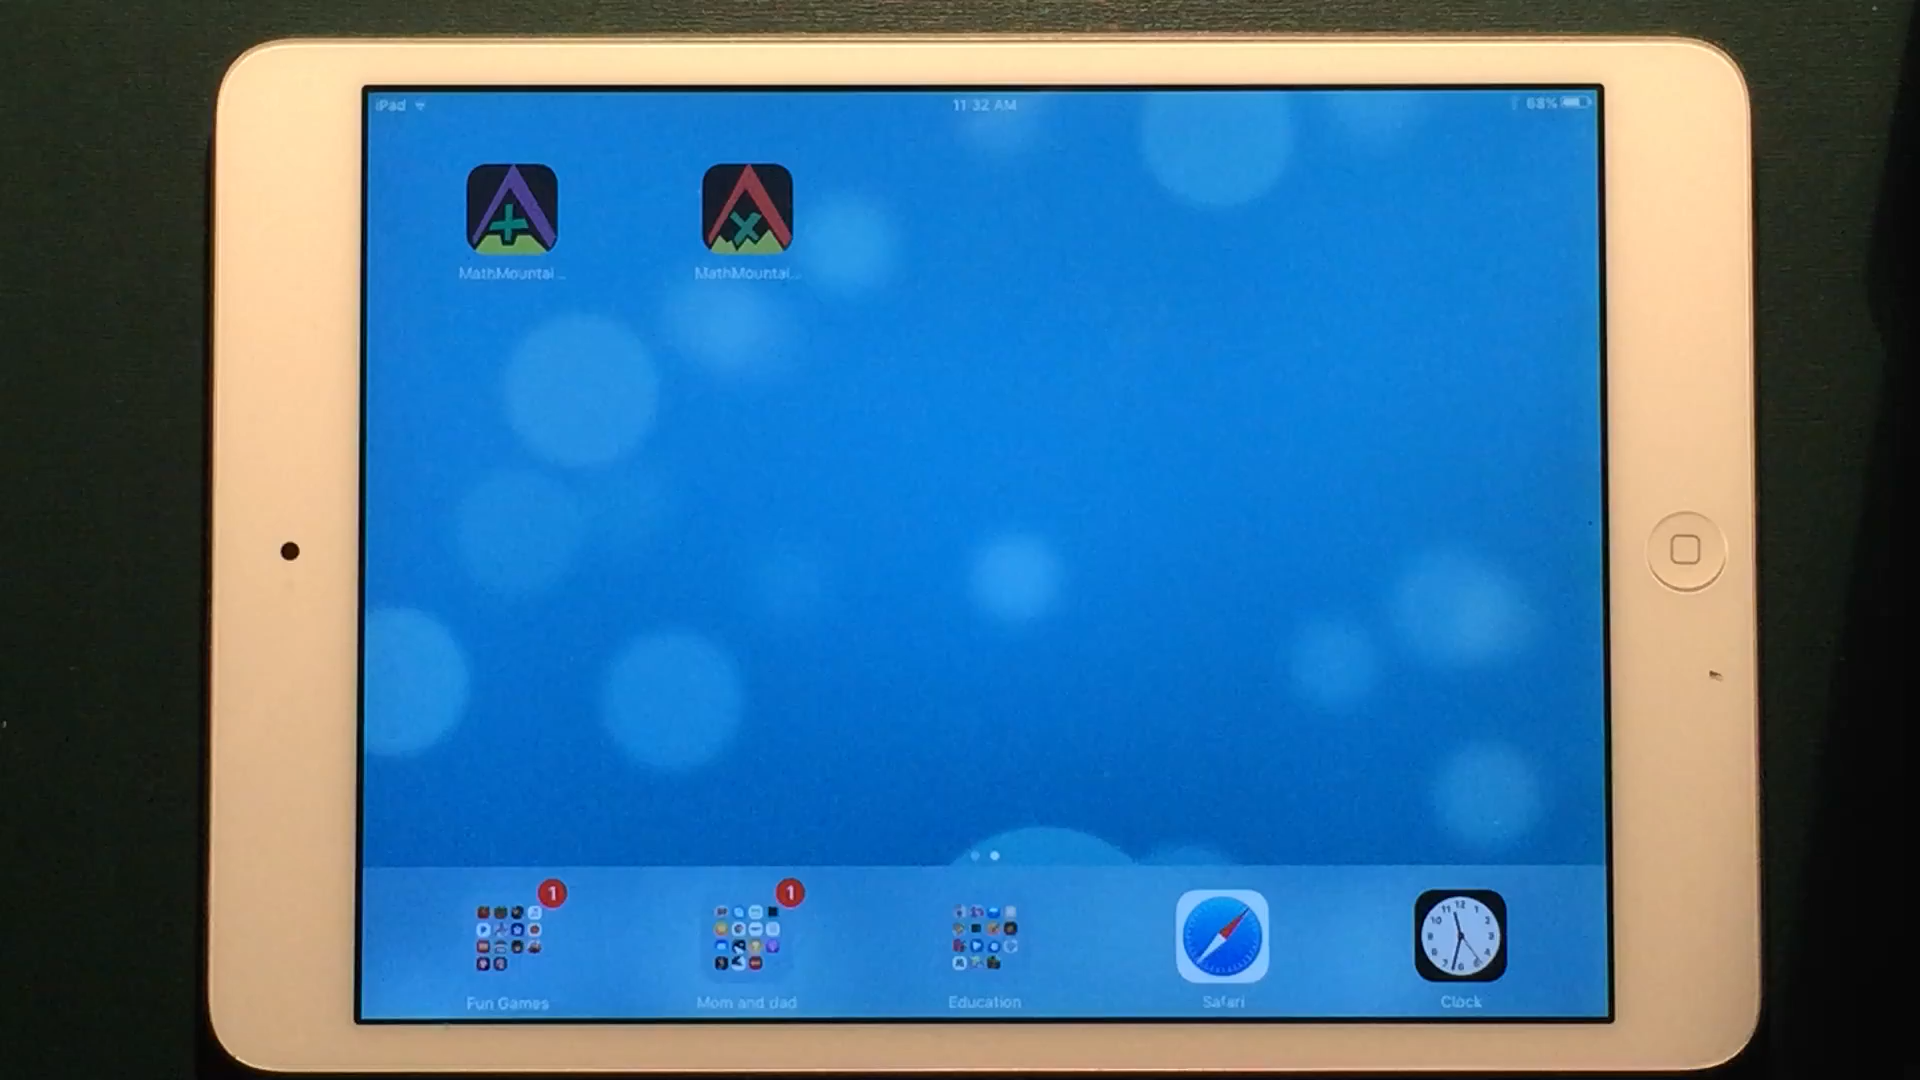 iPad
11:32 AM
68%
MathMountai...
MathMountai...
1
1
Fun Games
Mom and dad
Education
Safari
Clock